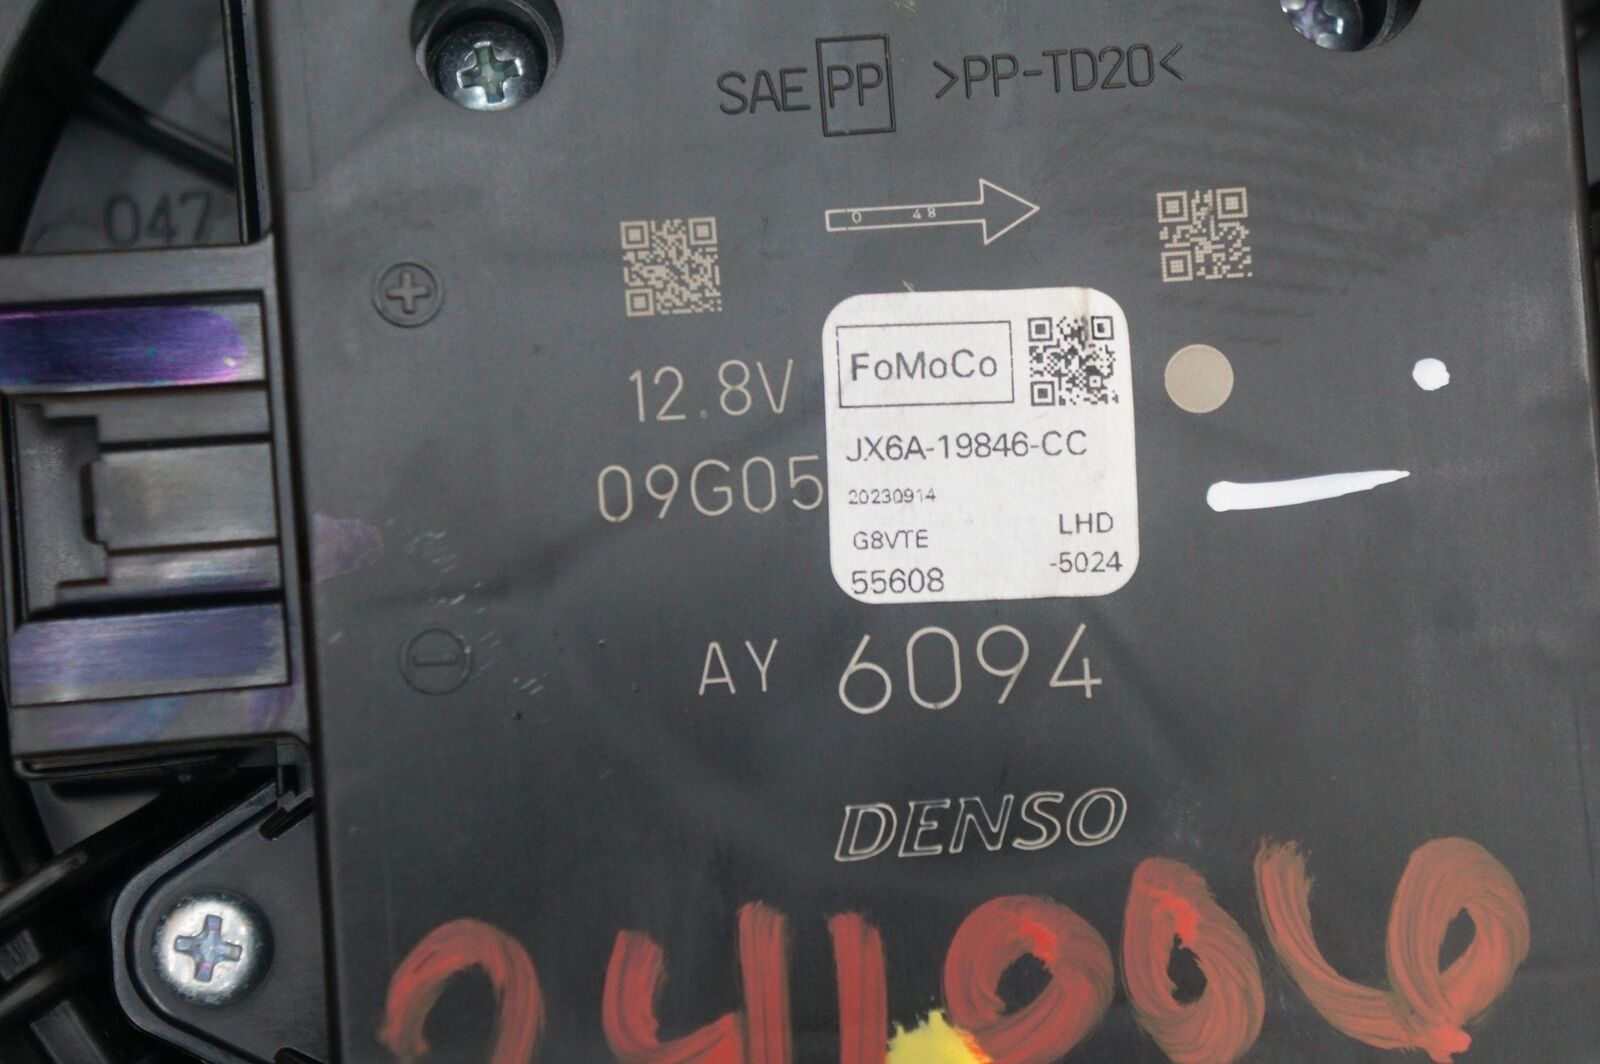 SAE PP >PP-TD20<
0 48
047
FoMoCo
12.8V
JX6A-19846-CC
09G05
20230914
G8VTE LHD
55608 -5024
AY 6094
DENSO